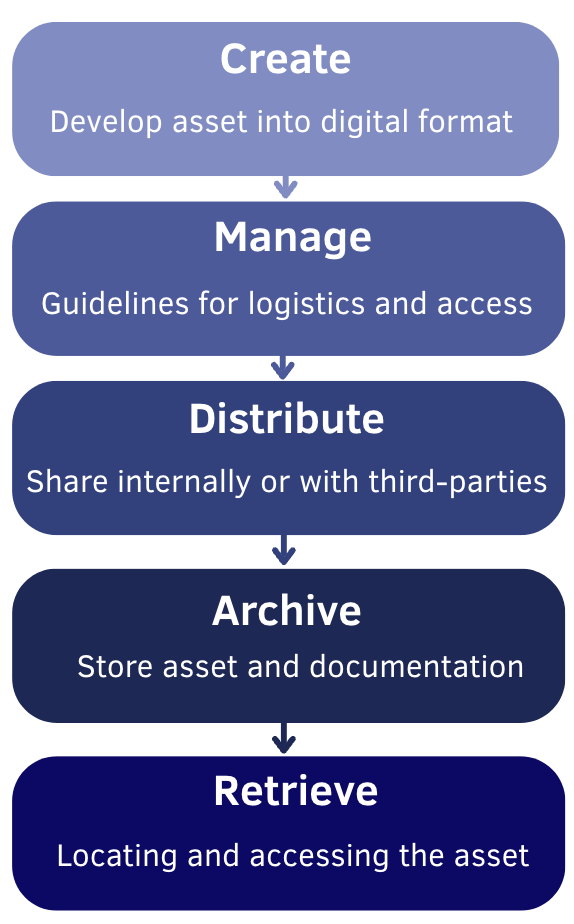 Create
Develop asset into digital format
Manage
Guidelines for logistics and access
Distribute
Share internally or with third-parties
Archive
Store asset and documentation
Retrieve
Locating and accessing the asset